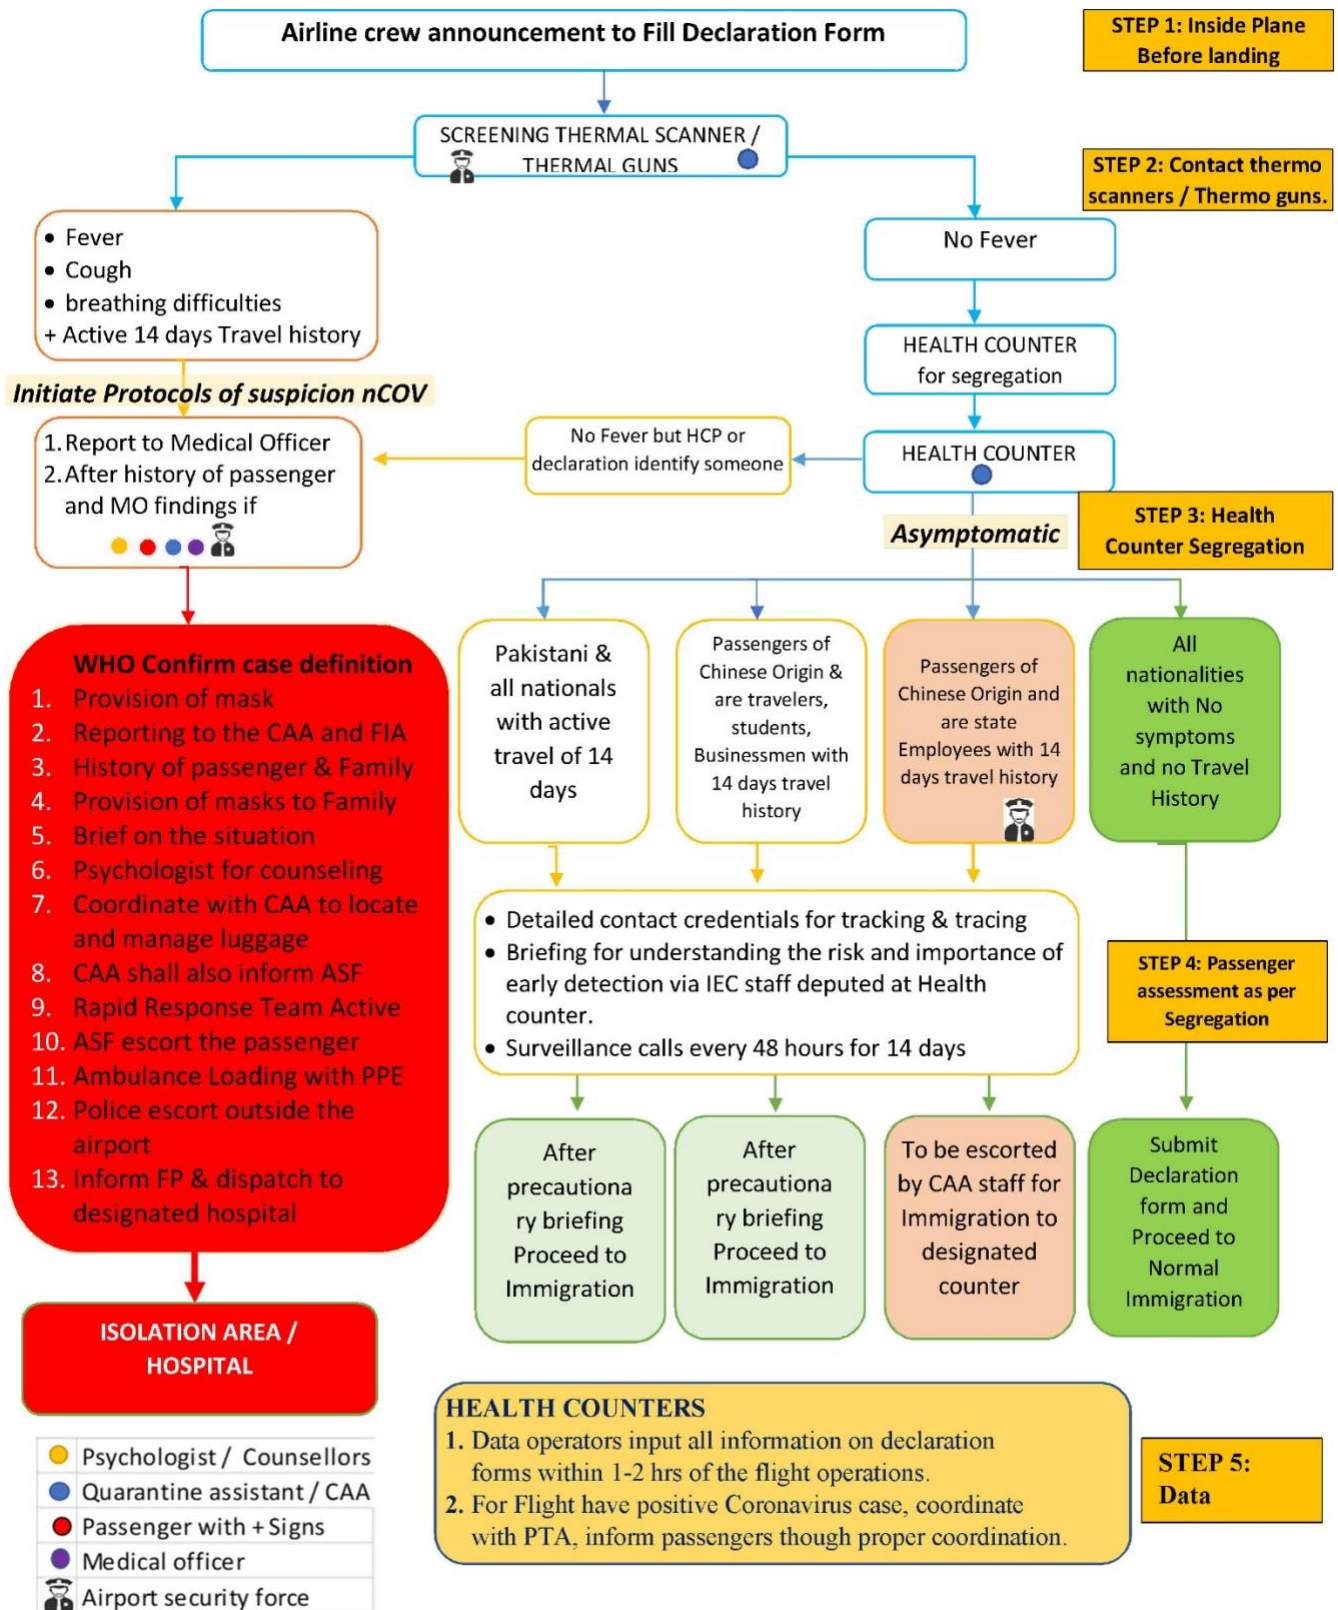 Airline crew announcement to Fill Declaration Form
STEP 1: Inside Plane
Before landing
SCREENING THERMAL SCANNER /
THERMAL GUNS
STEP 2: Contact thermo
scanners / Thermo guns.
• Fever
• Cough
• breathing difficulties
+ Active 14 days Travel history
No Fever
HEALTH COUNTER
for segregation
Initiate Protocols of suspicion nCOV
1. Report to Medical Officer
2. After history of passenger
and MO findings if
No Fever but HCP or
declaration identify someone
HEALTH COUNTER
Asymptomatic
STEP 3: Health
Counter Segregation
WHO Confirm case definition
1. Provision of mask
2. Reporting to the CAA and FIA
3. History of passenger & Family
4. Provision of masks to Family
5. Brief on the situation
6. Psychologist for counseling
7. Coordinate with CAA to locate
and manage luggage
8. CAA shall also inform ASF
9. Rapid Response Team Active
10. ASF escort the passenger
11. Ambulance Loading with PPE
12. Police escort outside the
airport
13. Inform FP & dispatch to
designated hospital
Pakistani &
all nationals
with active
travel of 14
days
Passengers of
Chinese Origin &
are travelers,
students,
Businessmen with
14 days travel
history
Passengers of
Chinese Origin and
are state
Employees with 14
days travel history
All
nationalities
with No
symptoms
and no Travel
History
• Detailed contact credentials for tracking & tracing
• Briefing for understanding the risk and importance of
early detection via IEC staff deputed at Health
counter.
• Surveillance calls every 48 hours for 14 days
STEP 4: Passenger
assessment as per
Segregation
After
precautiona
ry briefing
Proceed to
Immigration
After
precautiona
ry briefing
Proceed to
Immigration
To be escorted
by CAA staff for
Immigration to
designated
counter
Submit
Declaration
form and
Proceed to
Normal
Immigration
ISOLATION AREA /
HOSPITAL
HEALTH COUNTERS
1. Data operators input all information on declaration
forms within 1-2 hrs of the flight operations.
2. For Flight have positive Coronavirus case, coordinate
with PTA, inform passengers though proper coordination.
STEP 5:
Data
Psychologist / Counsellors
Quarantine assistant / CAA
Passenger with + Signs
Medical officer
Airport security force